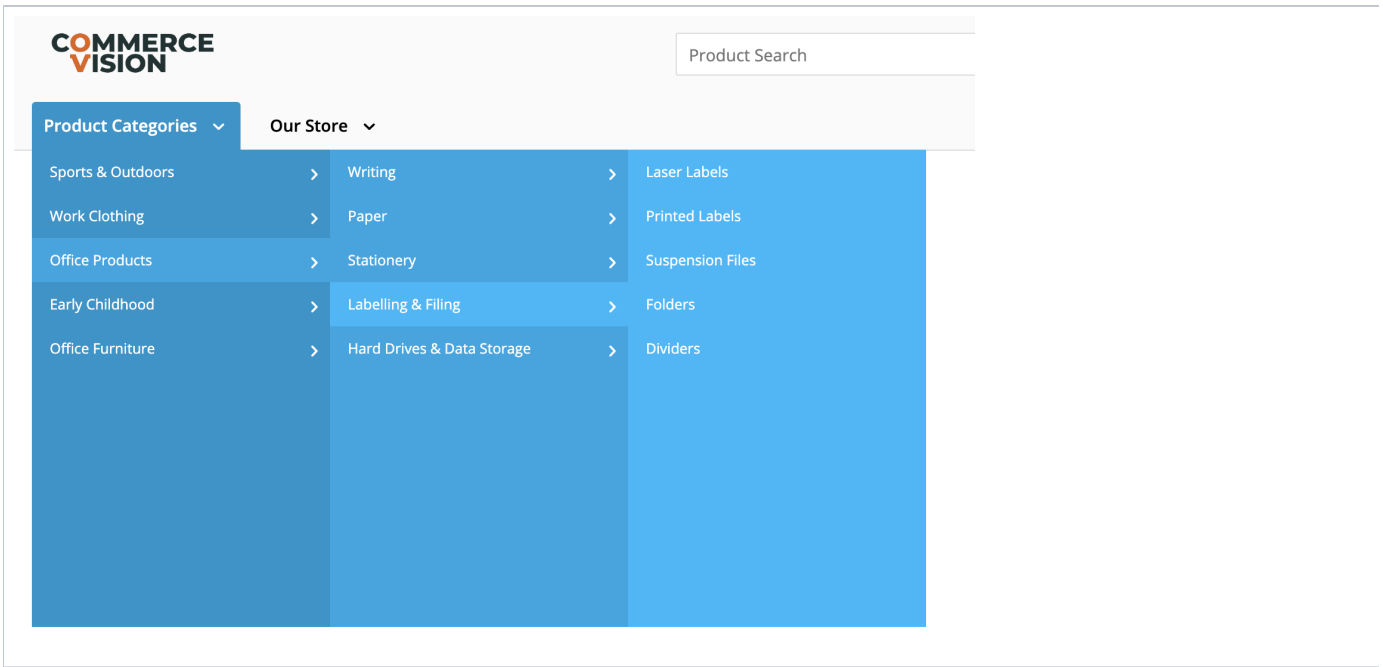 COMMERCE
VISION
Product Search
Product Categories
Our Store
Sports & Outdoors
Work Clothing
Office Products
Early Childhood
Office Furniture
Writing
Paper
Stationery
Labelling & Filing
Hard Drives & Data Storage
Laser Labels
Printed Labels
Suspension Files
Folders
Dividers